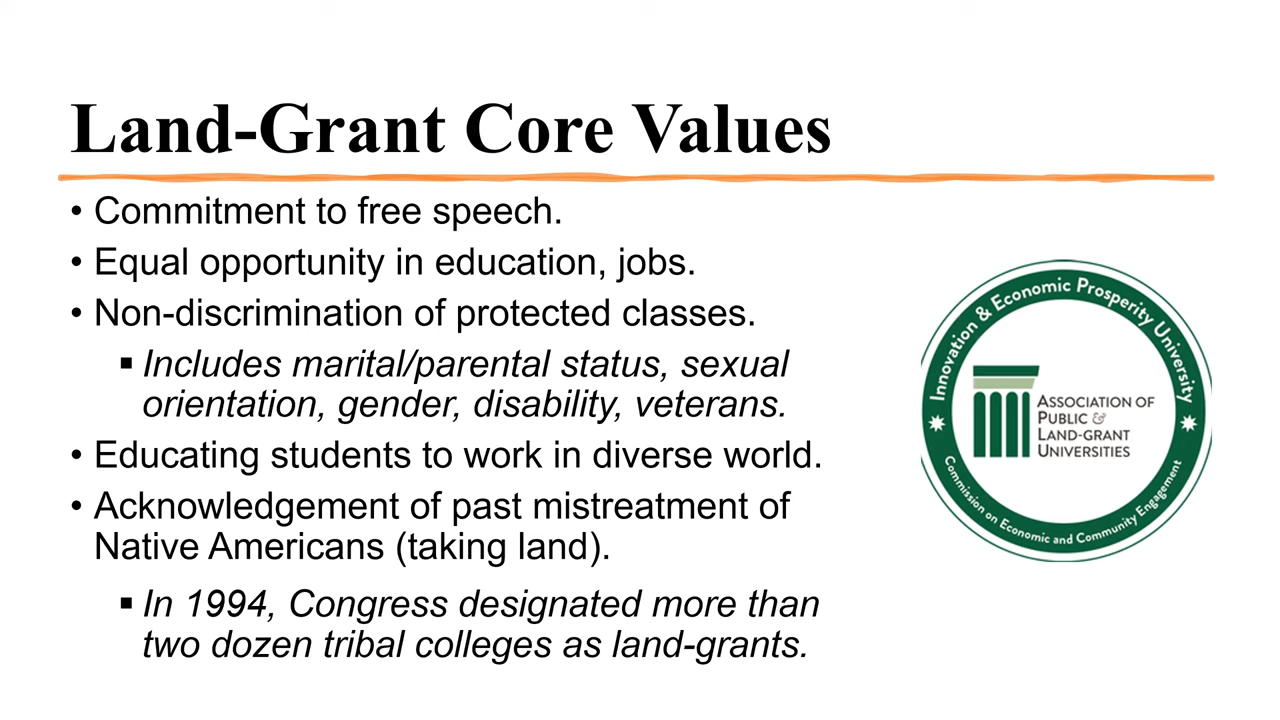 Land-Grant Core Values
• Commitment to free speech.
• Equal opportunity in education, jobs.
• Non-discrimination of protected classes.
▪ Includes marital/parental status, sexual
orientation, gender, disability, veterans.
• Educating students to work in diverse world.
• Acknowledgement of past mistreatment of
Native Americans (taking land).
▪ In 1994, Congress designated more than
two dozen tribal colleges as land-grants.
Innovation & Economic Prosperity University
ASSOCIATION OF
PUBLIC &
LAND-GRANT
UNIVERSITIES
Commission on Economic and Community Engagement